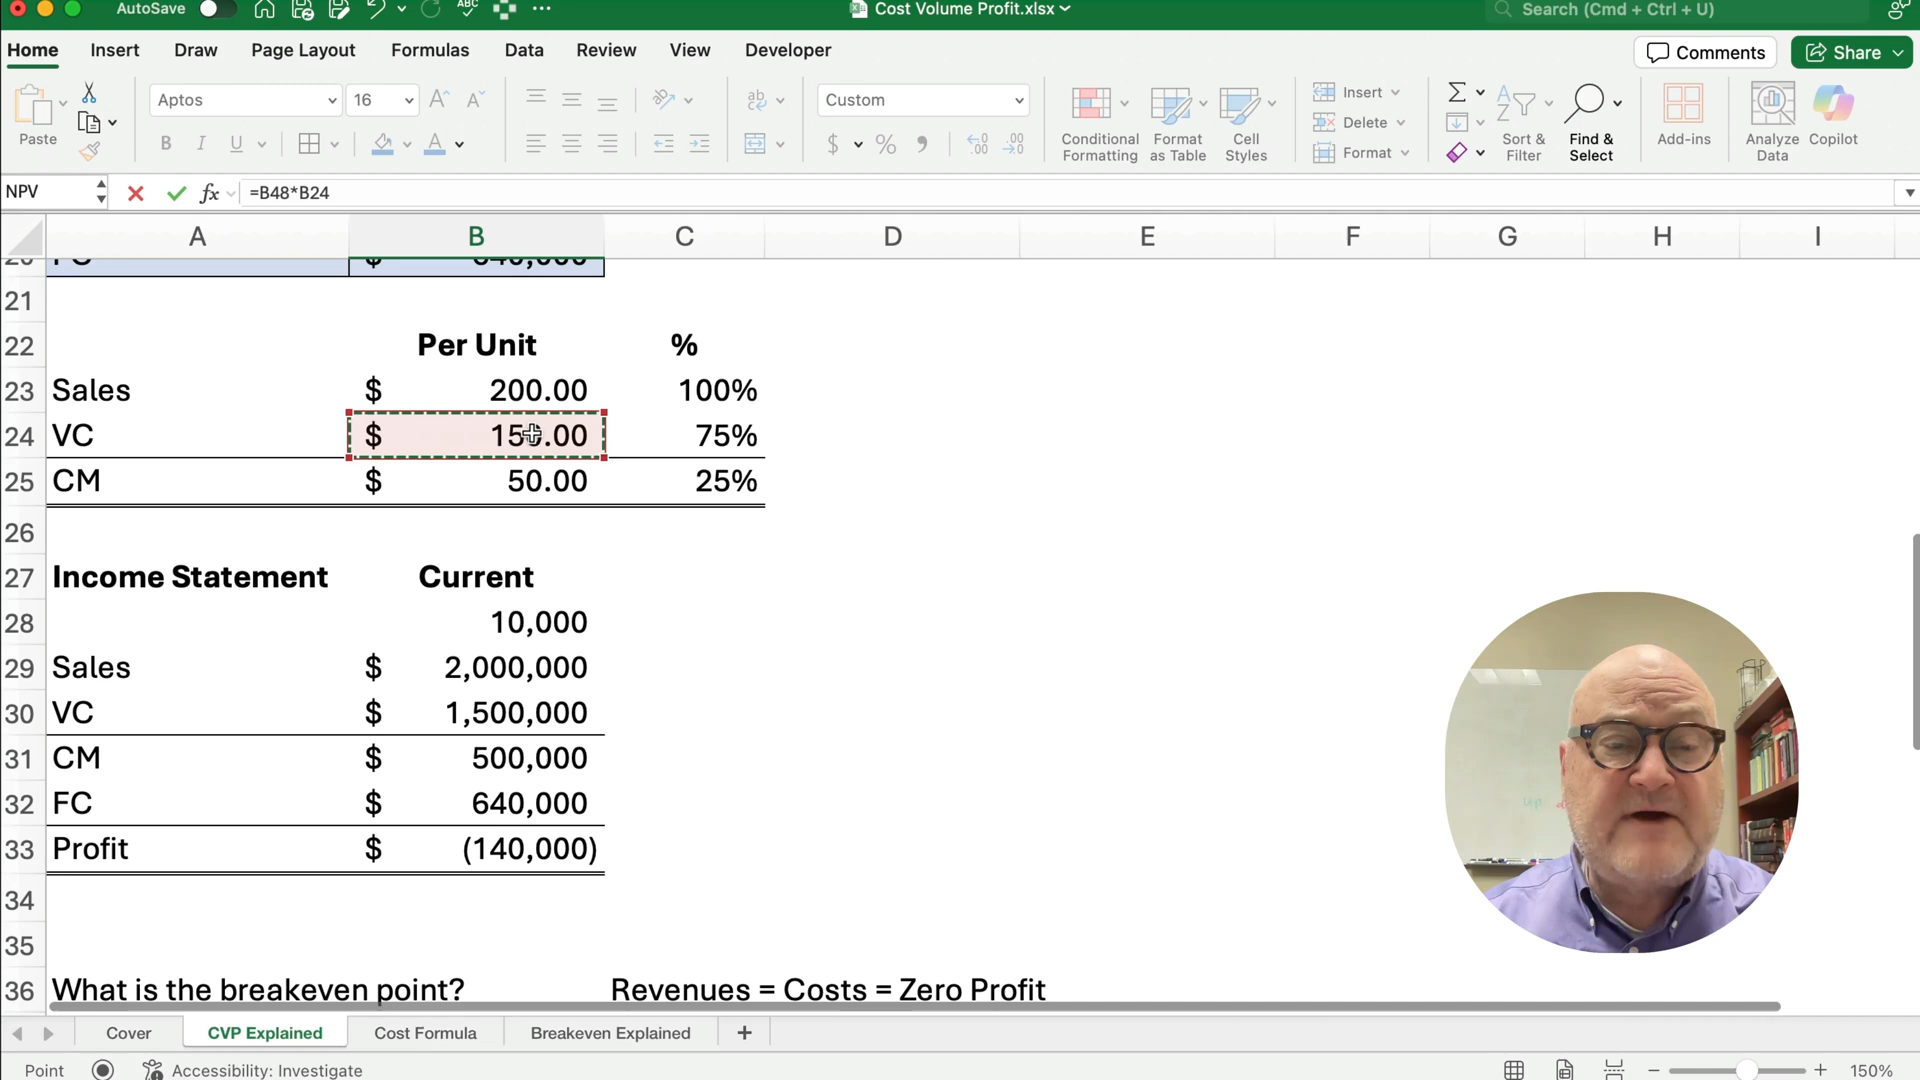 AutoSave
ABC
Cost Volume Profit.xlsx
Search (Cmd + Ctrl + U)
Home Insert Draw Page Layout Formulas Data Review View Developer
Comments
Share
Paste
Aptos
16
Custom
Conditional Formatting
Format as Table
Cell Styles
Insert
Delete
Format
Sort & Filter
Find & Select
Add-ins
Analyze Data
Copilot
B I U
$ % 9
NPV
fx
=B48*B24
A B C D E F G H I
21
22 Per Unit %
23 Sales $ 200.00 100%
24 VC $ 150.00 75%
25 CM $ 50.00 25%
26
27 Income Statement Current
28 10,000
29 Sales $ 2,000,000
30 VC $ 1,500,000
31 CM $ 500,000
32 FC $ 640,000
33 Profit $ (140,000)
34
35
36 What is the breakeven point? Revenues = Costs = Zero Profit
Cover CVP Explained Cost Formula Breakeven Explained +
Point
Accessibility: Investigate
150%